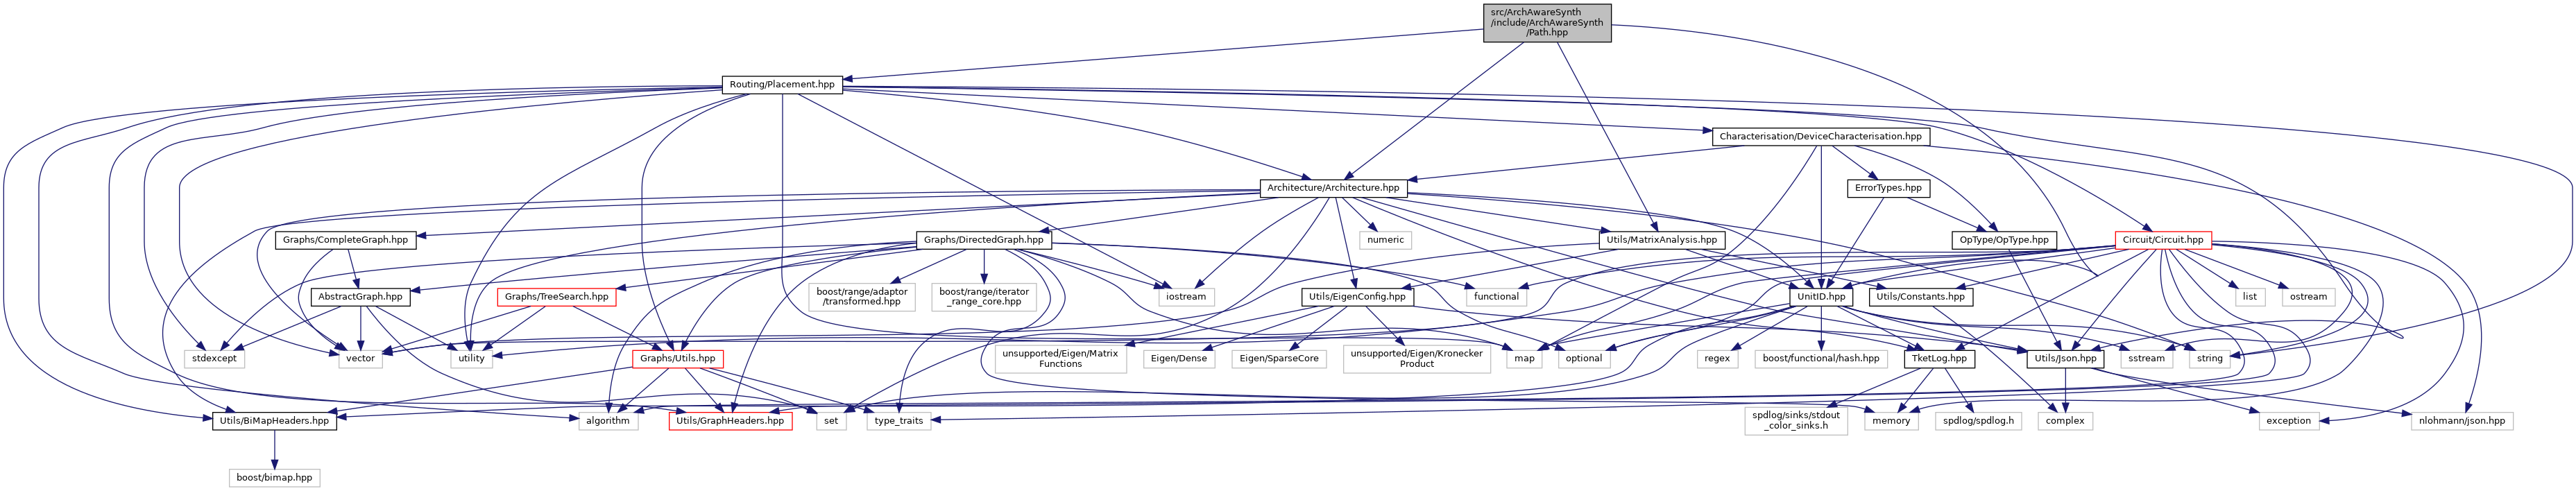 src/ArchAwareSynth
/include/ArchAwareSynth
/Path.hpp
Routing/Placement.hpp
Characterisation/DeviceCharacterisation.hpp
Architecture/Architecture.hpp
ErrorTypes.hpp
Graphs/CompleteGraph.hpp
Graphs/DirectedGraph.hpp
numeric
Utils/MatrixAnalysis.hpp
OpType/OpType.hpp
Circuit/Circuit.hpp
AbstractGraph.hpp
Graphs/TreeSearch.hpp
boost/range/adaptor
/transformed.hpp
boost/range/iterator
_range_core.hpp
iostream
Utils/EigenConfig.hpp
functional
UnitID.hpp
Utils/Constants.hpp
list
ostream
stdexcept
vector
utility
Graphs/Utils.hpp
unsupported/Eigen/Matrix
Functions
Eigen/Dense
Eigen/SparseCore
unsupported/Eigen/Kronecker
Product
map
optional
regex
boost/functional/hash.hpp
TketLog.hpp
Utils/Json.hpp
sstream
string
Utils/BiMapHeaders.hpp
algorithm
Utils/GraphHeaders.hpp
set
type_traits
spdlog/sinks/stdout
_color_sinks.h
memory
spdlog/spdlog.h
complex
exception
nlohmann/json.hpp
boost/bimap.hpp